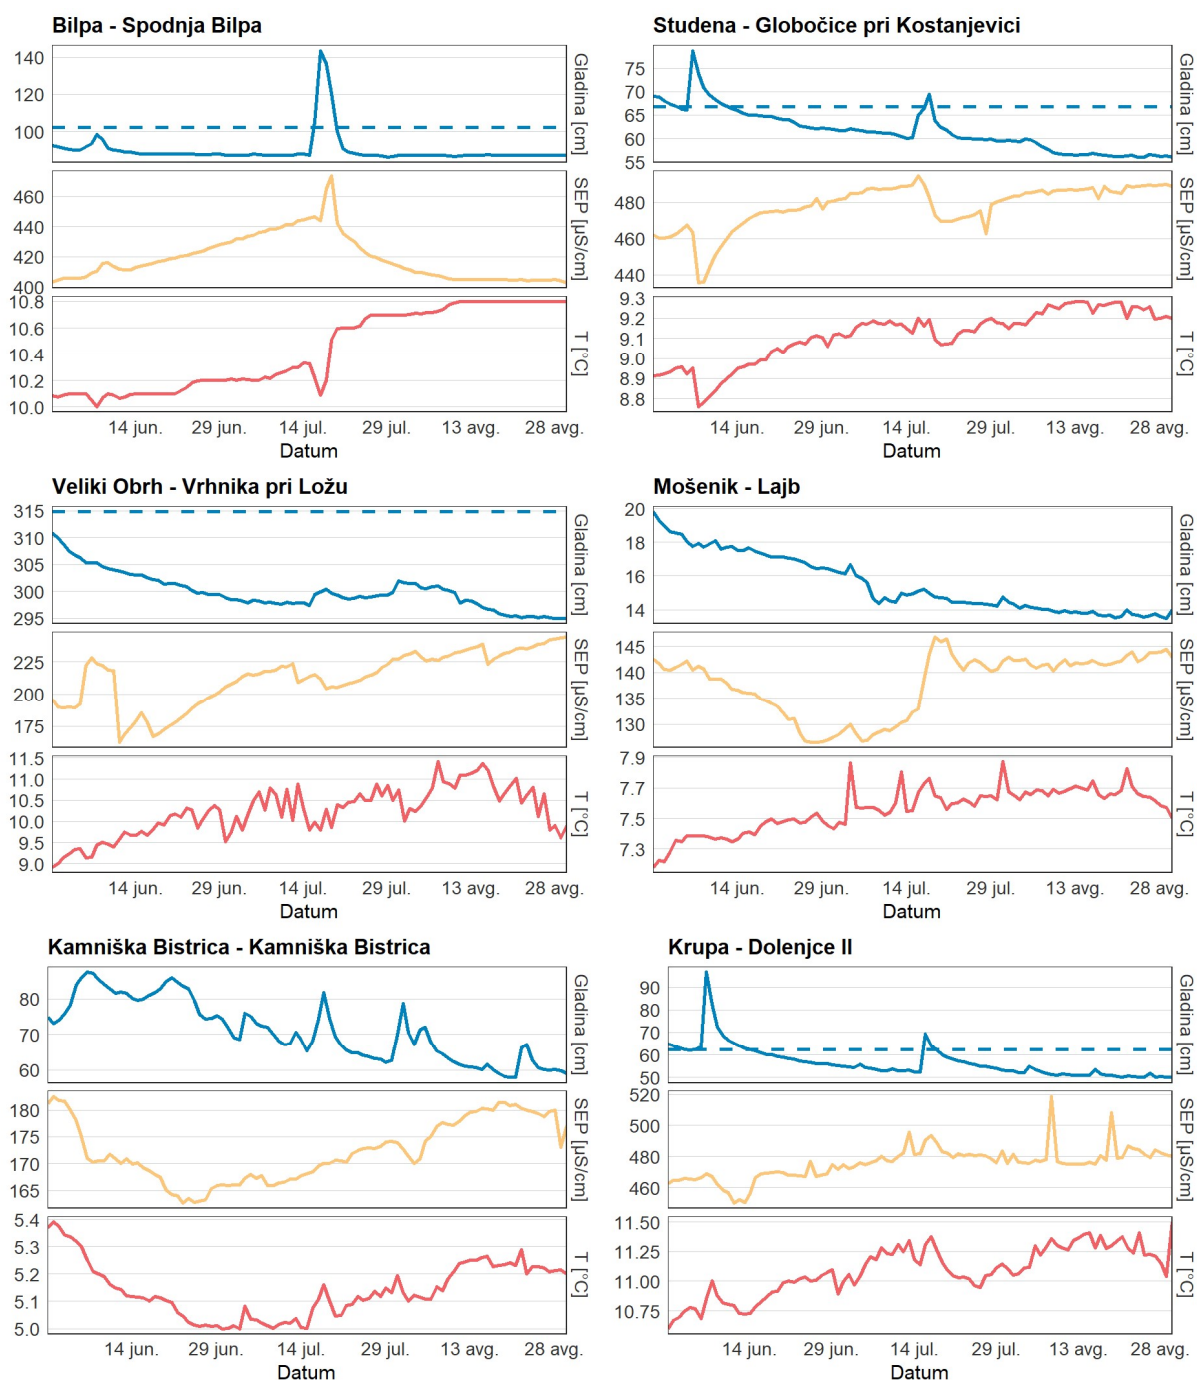 Bilpa - Spodnja Bilpa
140
120
100
Gladina [cm]
460
440
420
400
SEP [µS/cm]
10.8
10.6
10.4
10.2
10.0
T [°C]
14 jun. 29 jun. 14 jul. 29 jul. 13 avg. 28 avg.
Datum
Studena - Globočice pri Kostanjevici
75
70
65
60
55
Gladina [cm]
480
460
440
SEP [µS/cm]
9.3
9.2
9.1
9.0
8.9
8.8
T [°C]
14 jun. 29 jun. 14 jul. 29 jul. 13 avg. 28 avg.
Datum
Veliki Obrh - Vrhnika pri Ložu
315
310
305
300
295
Gladina [cm]
225
200
175
SEP [µS/cm]
11.5
11.0
10.5
10.0
9.5
9.0
T [°C]
14 jun. 29 jun. 14 jul. 29 jul. 13 avg. 28 avg.
Datum
Mošenik - Lajb
20
18
16
14
Gladina [cm]
145
140
135
130
SEP [µS/cm]
7.9
7.7
7.5
7.3
T [°C]
14 jun. 29 jun. 14 jul. 29 jul. 13 avg. 28 avg.
Datum
Kamniška Bistrica - Kamniška Bistrica
80
70
60
Gladina [cm]
180
175
170
165
SEP [µS/cm]
5.4
5.3
5.2
5.1
5.0
T [°C]
14 jun. 29 jun. 14 jul. 29 jul. 13 avg. 28 avg.
Datum
Krupa - Dolenjce II
90
80
70
60
50
Gladina [cm]
520
500
480
460
SEP [µS/cm]
11.50
11.25
11.00
10.75
T [°C]
14 jun. 29 jun. 14 jul. 29 jul. 13 avg. 28 avg.
Datum